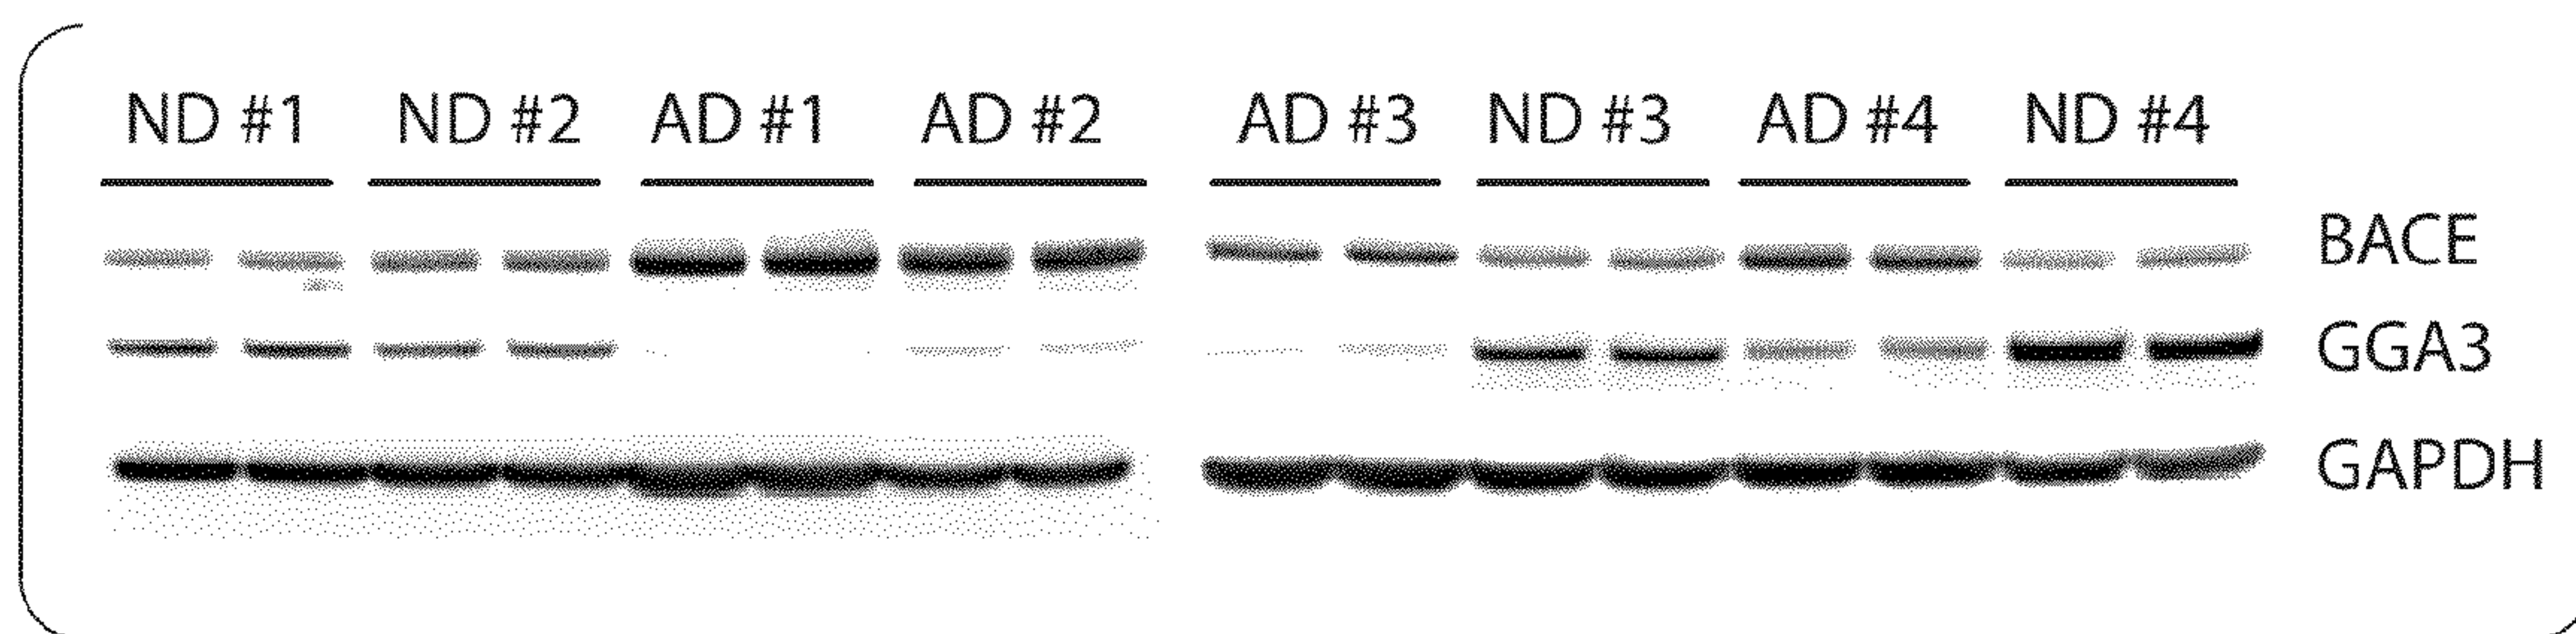 ND #1 ND #2 AD #1 AD #2 AD #3 ND #3 AD #4 ND #4
BACE
GGA3
GAPDH